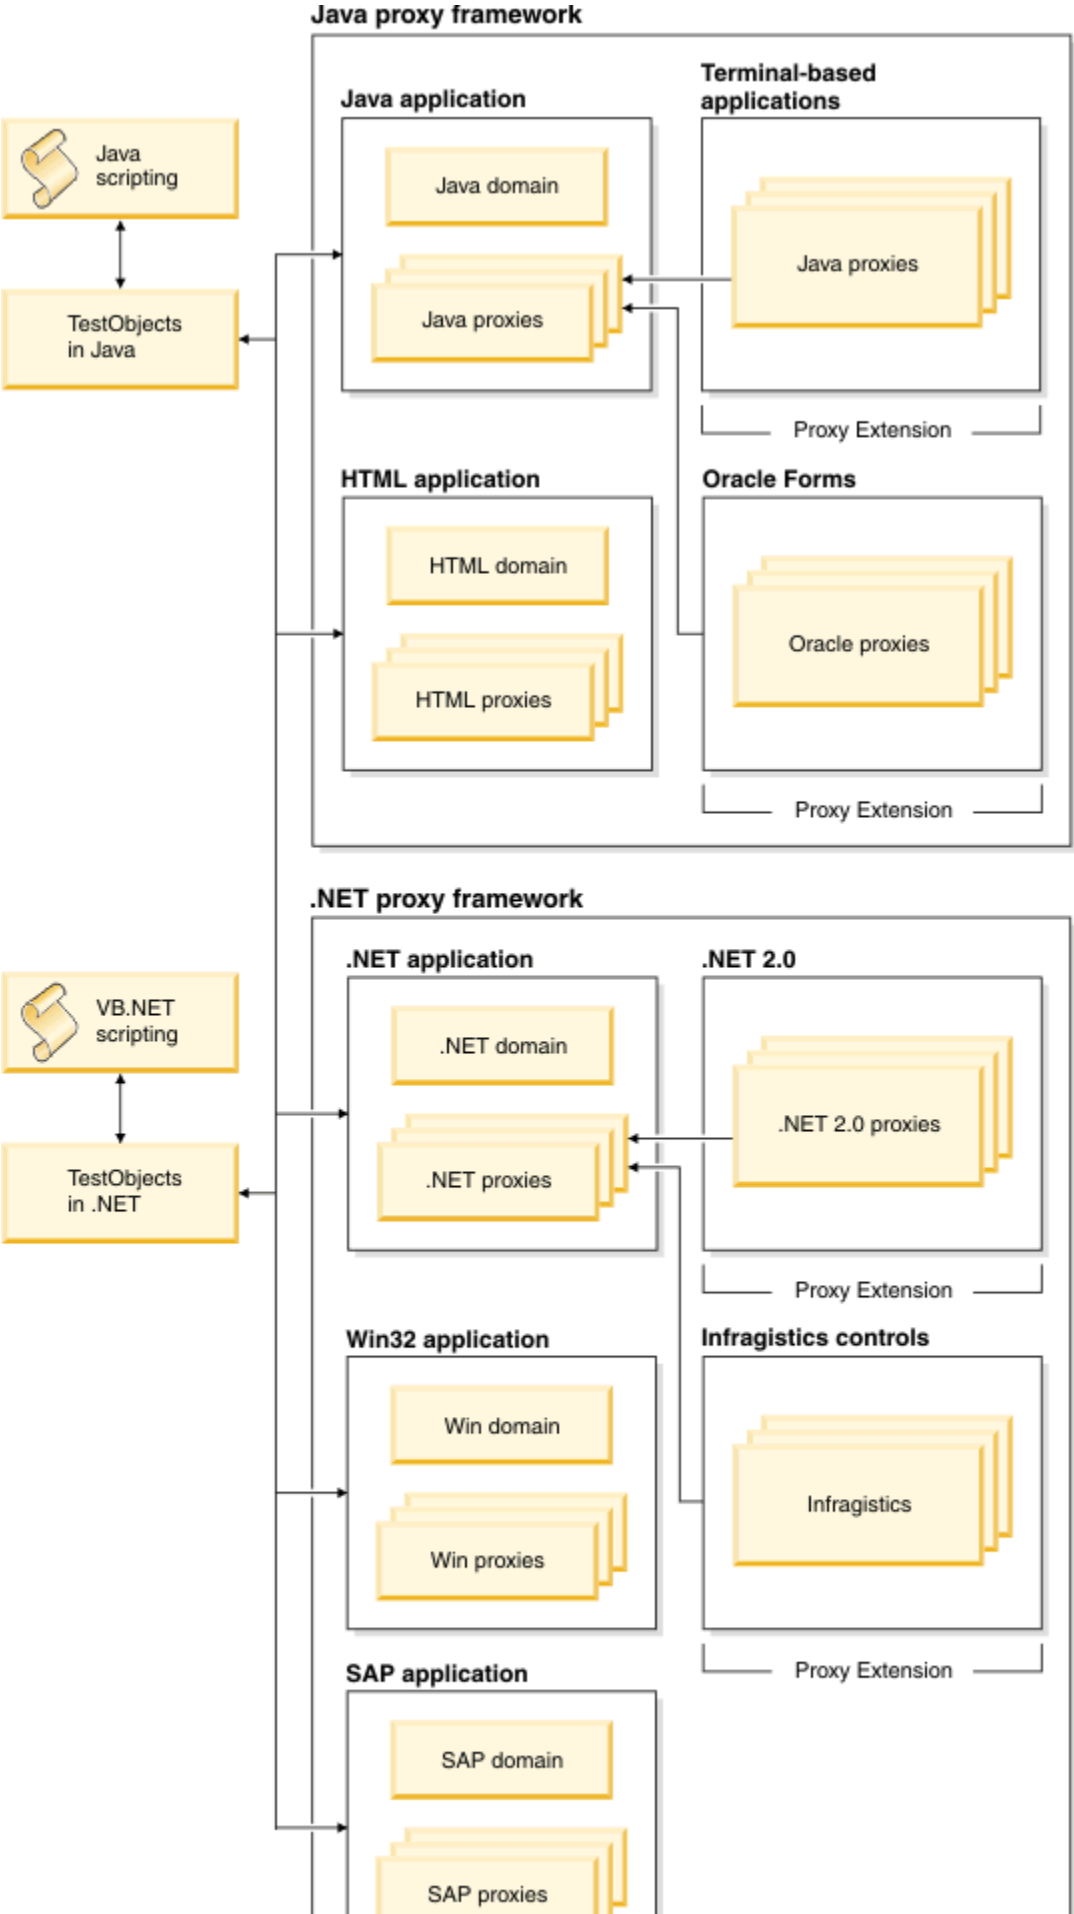 Java proxy framework
Java application
Terminal-based
applications
Java
scripting
Java domain
Java proxies
Java proxies
TestObjects
in Java
Proxy Extension
HTML application
Oracle Forms
HTML domain
HTML proxies
Oracle proxies
Proxy Extension
.NET proxy framework
.NET application
.NET 2.0
VB.NET
scripting
.NET domain
.NET proxies
.NET 2.0 proxies
TestObjects
in .NET
Proxy Extension
Win32 application
Infragistics controls
Win domain
Win proxies
Infragistics
Proxy Extension
SAP application
SAP domain
SAP proxies